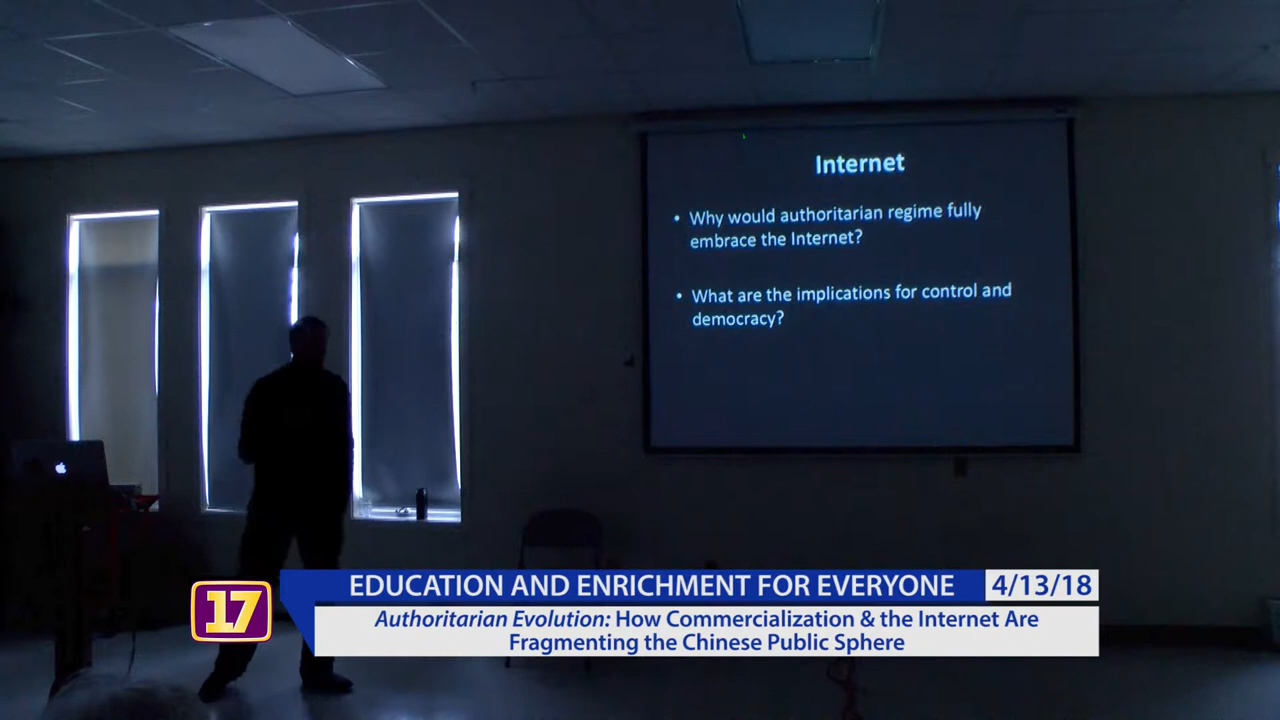 Internet
• Why would authoritarian regime fully
embrace the Internet?
• What are the implications for control and
democracy?
17
EDUCATION AND ENRICHMENT FOR EVERYONE
4/13/18
Authoritarian Evolution: How Commercialization & the Internet Are
Fragmenting the Chinese Public Sphere